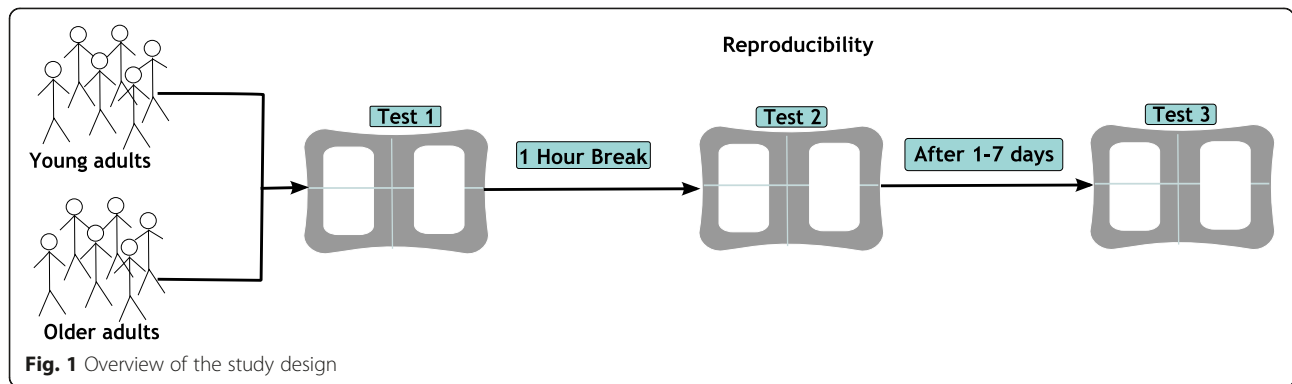 Reproducibility
Young adults
Test 1
1 Hour Break
Test 2
After 1-7 days
Test 3
Older adults
Fig. 1 Overview of the study design